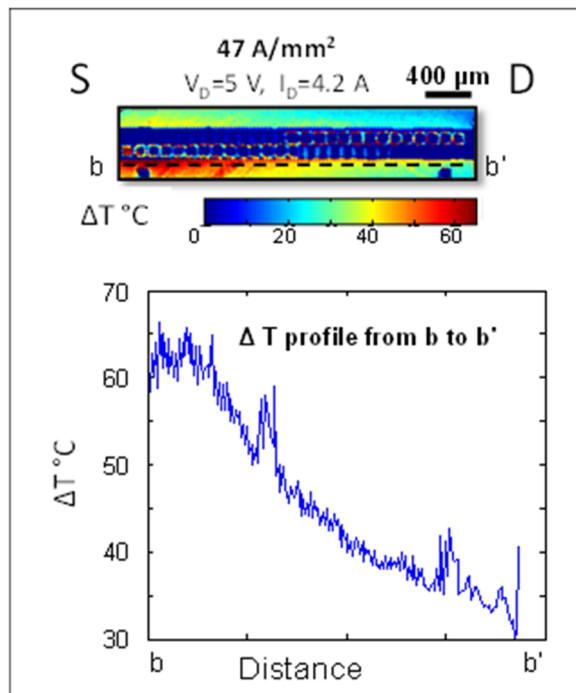 47 A/mm²
S V_D=5 V, I_D=4.2 A 400 μm D
b b'
ΔT °C
0 20 40 60
70
Δ T profile from b to b'
60
50
ΔT °C
40
30
b Distance b'